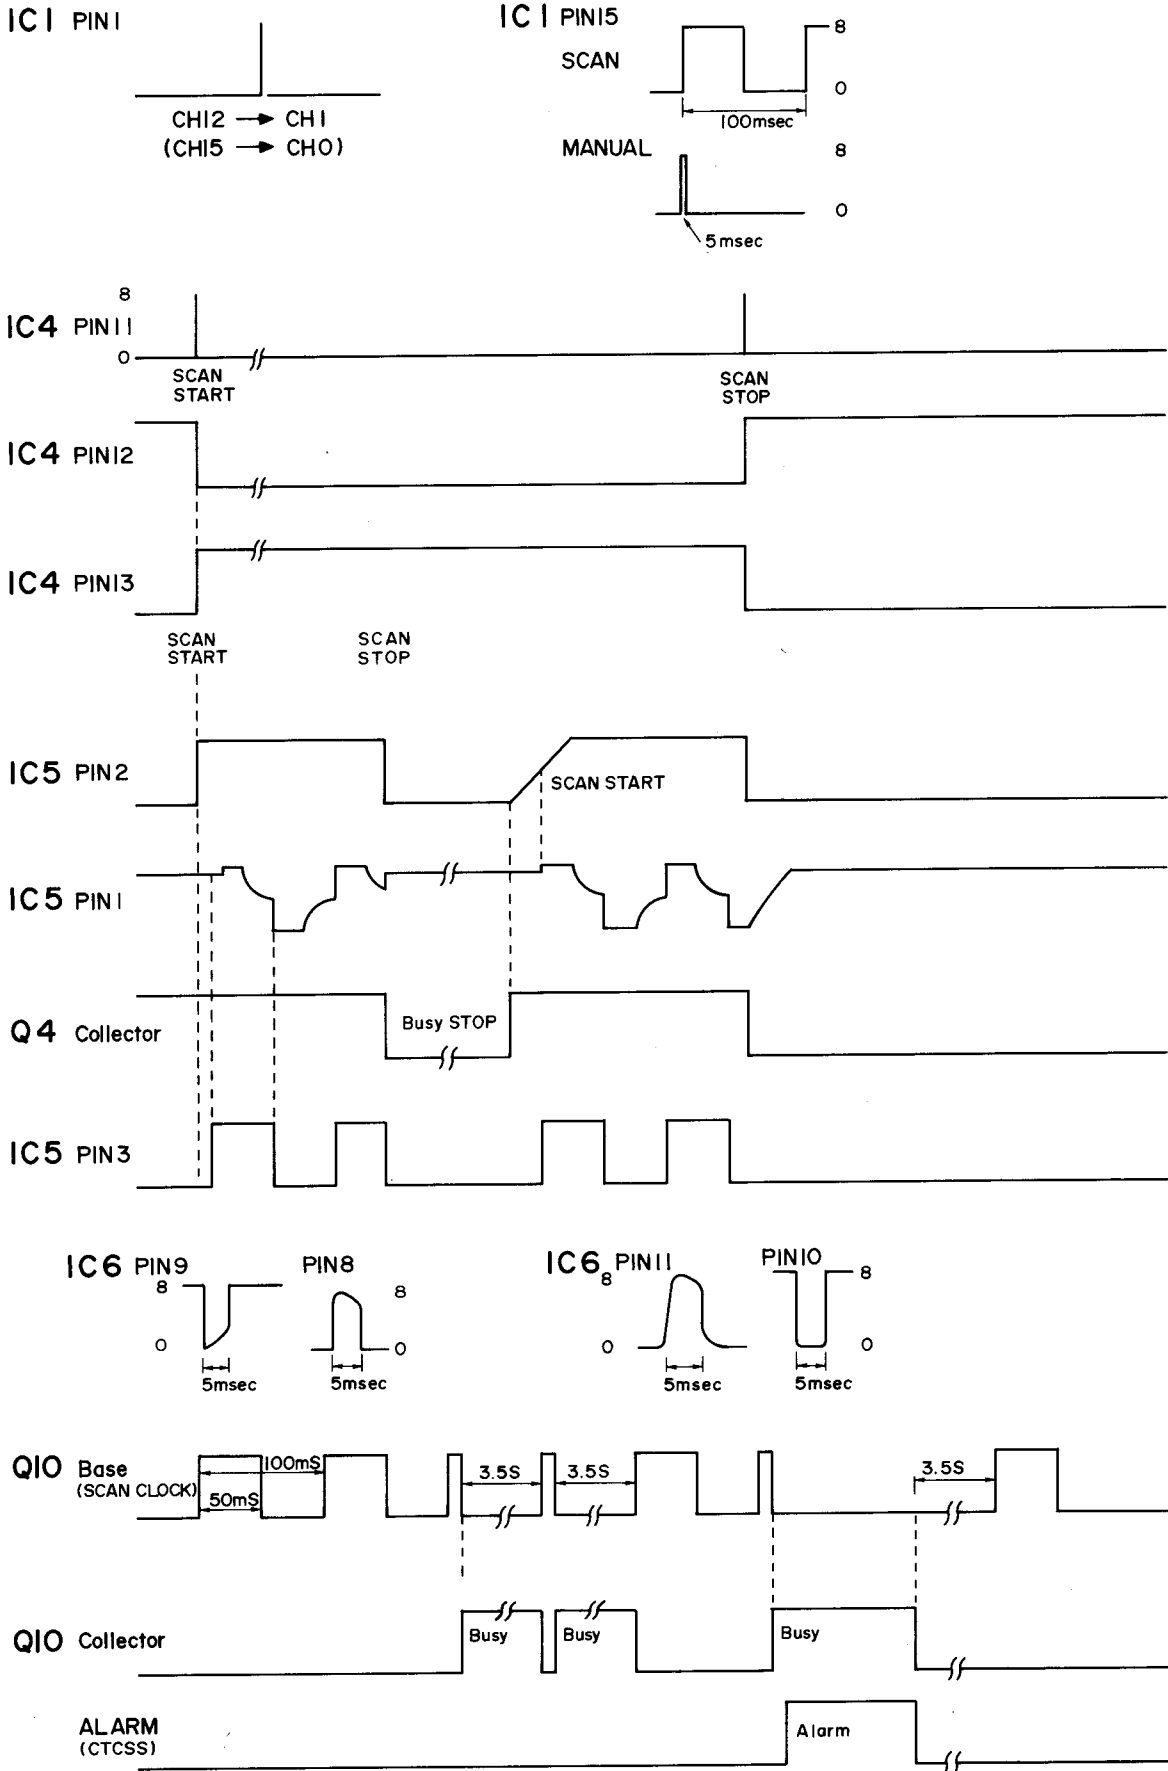 IC1 PIN1
CH12 → CH1
(CH15 → CH0)
IC1 PIN15
SCAN
8
0
100msec
MANUAL
8
0
5msec
8
IC4 PIN11
0
SCAN START
SCAN STOP
IC4 PIN12
IC4 PIN13
SCAN START
SCAN STOP
IC5 PIN2
SCAN START
IC5 PIN1
Q4 Collector
Busy STOP
IC5 PIN3
IC6 PIN9
8
0
5msec
PIN8
8
0
5msec
IC6 PIN11
8
0
5msec
PIN10
8
0
5msec
Q10 Base
(SCAN CLOCK)
100mS
50mS
3.5S
3.5S
3.5S
Q10 Collector
Busy
Busy
Busy
ALARM
(CTCSS)
Alarm